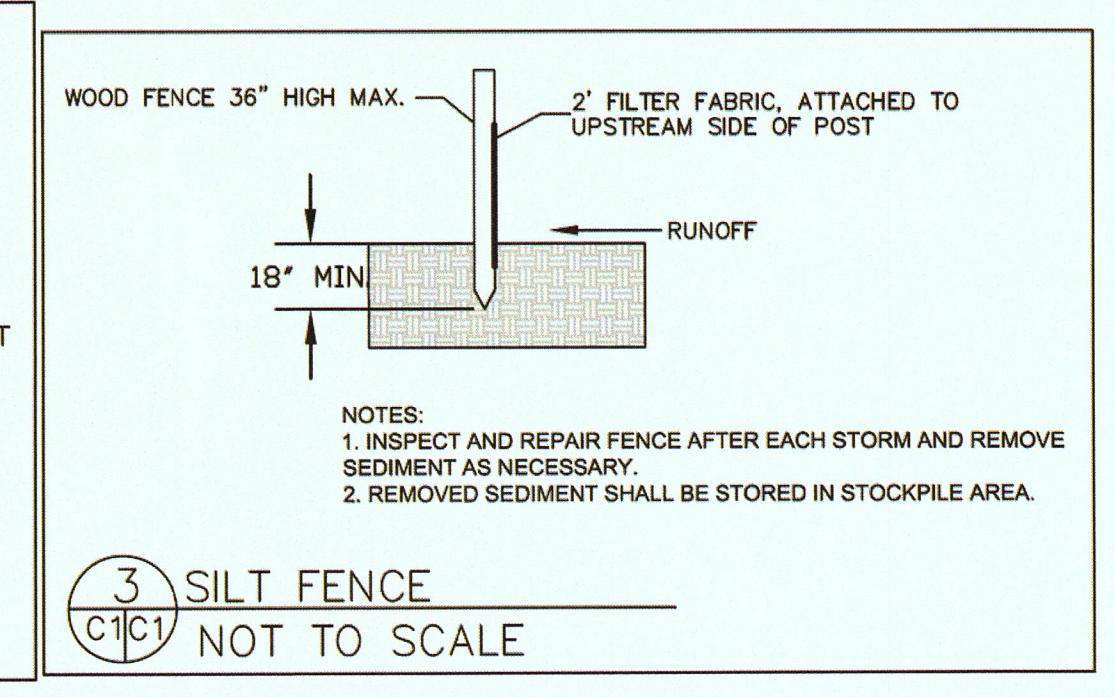 WOOD FENCE 36" HIGH MAX.
2' FILTER FABRIC, ATTACHED TO
UPSTREAM SIDE OF POST
RUNOFF
18" MIN.
T
NOTES:
1. INSPECT AND REPAIR FENCE AFTER EACH STORM AND REMOVE
SEDIMENT AS NECESSARY.
2. REMOVED SEDIMENT SHALL BE STORED IN STOCKPILE AREA.
3
SILT FENCE
C1 C1
NOT TO SCALE